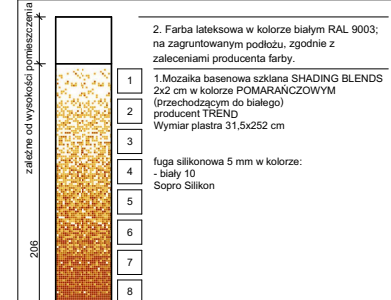 2. Farba lateksowa w kolorze białym RAL 9003;
na zagruntowanym podłożu, zgodnie z
zaleceniami producenta farby.
1.Mozaika basenowa szklana SHADING BLENDS
2x2 cm w kolorze POMARAŃCZOWYM
(przechodzącym do białego)
producent TREND
Wymiar plastra 31,5x252 cm
fuga silikonowa 5 mm w kolorze:
- biały 10
Sopro Silikon
zależne od wysokości pomieszczenia
206
1
2
3
4
5
6
7
8